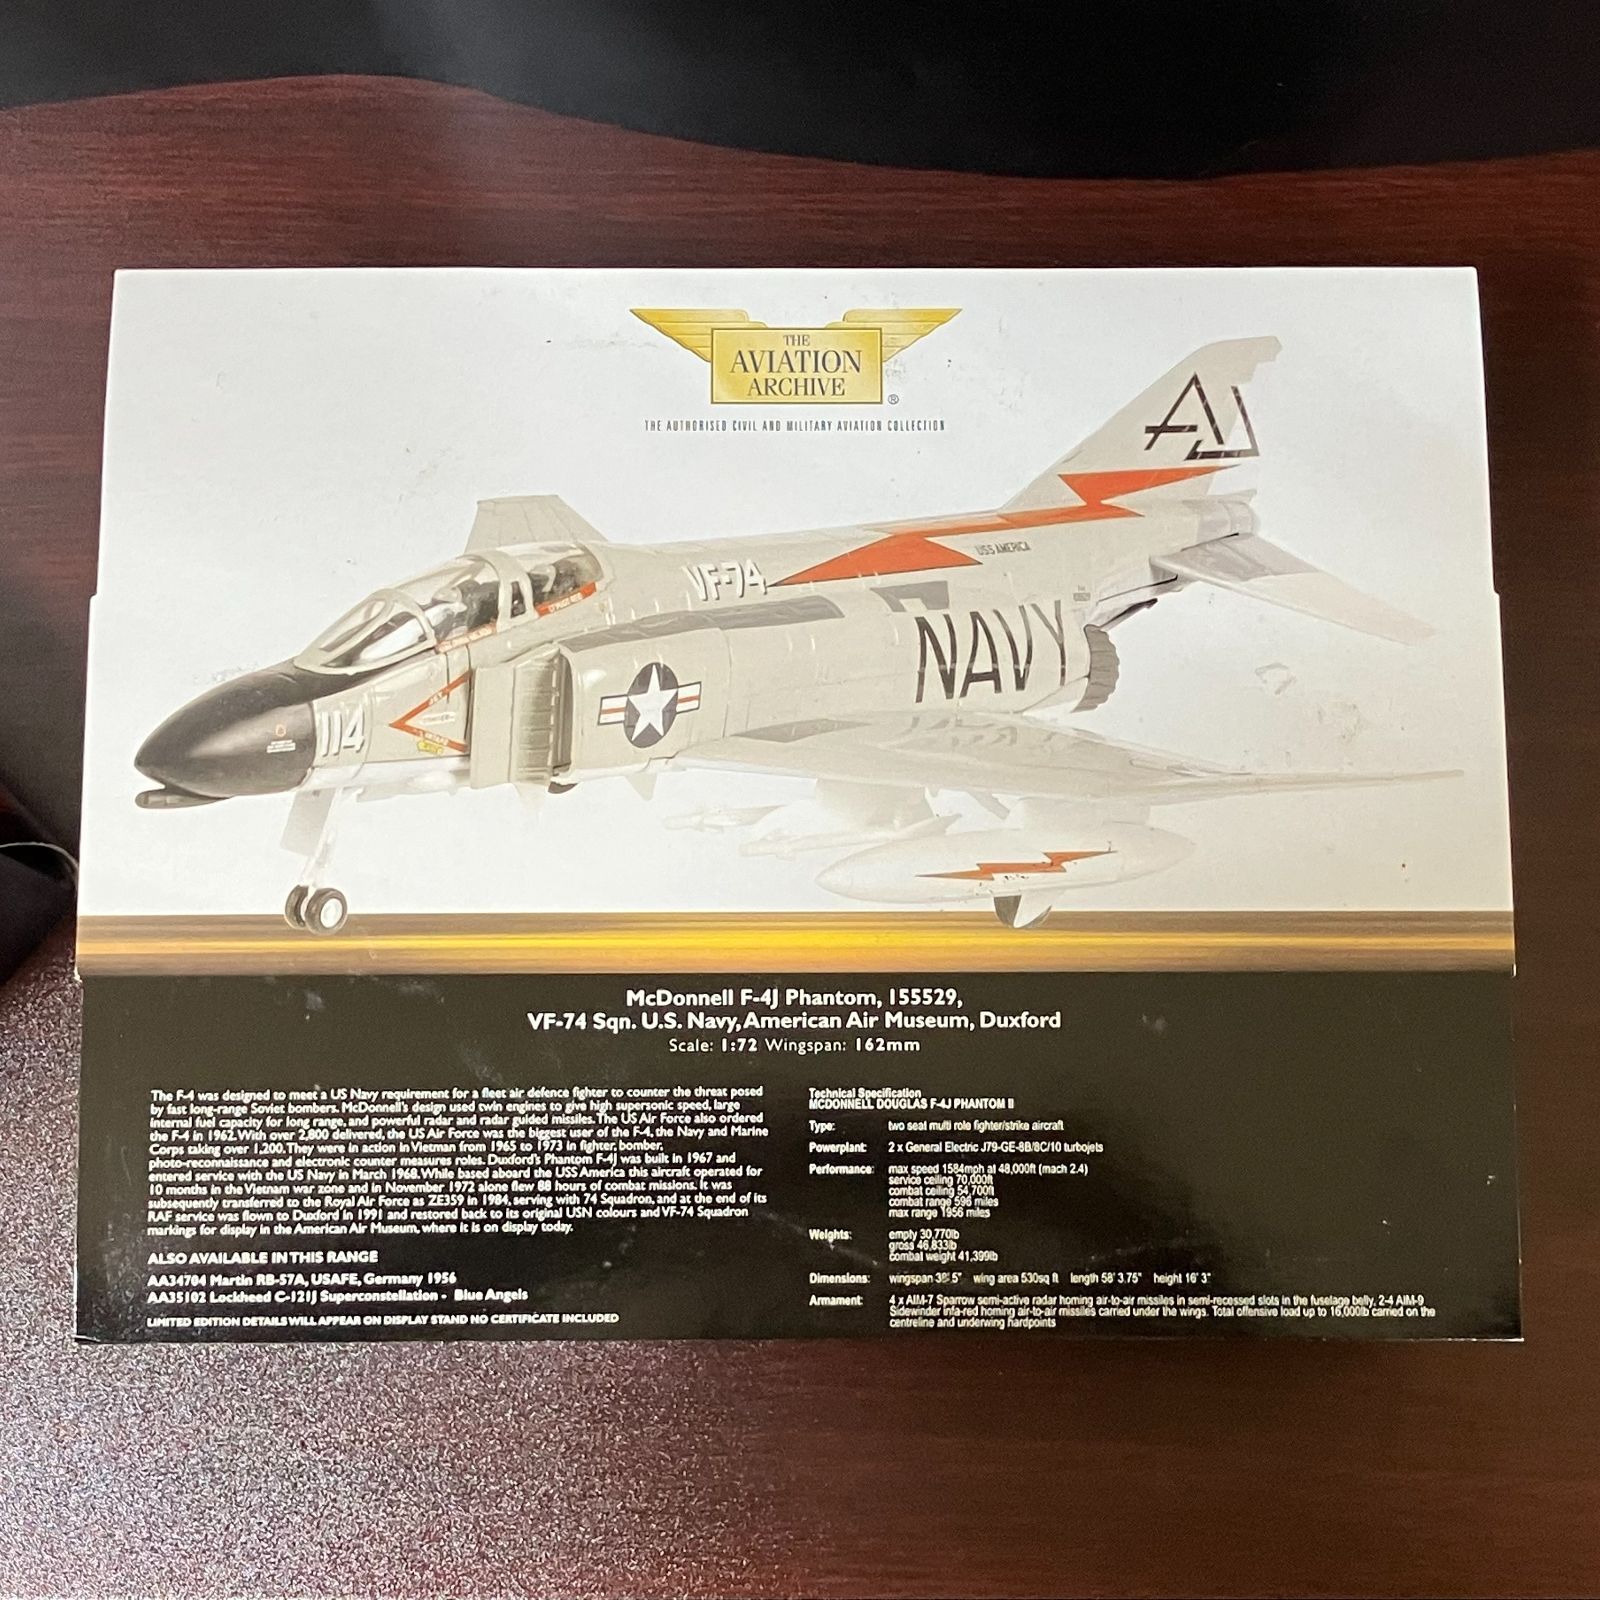 THE
AVIATION
ARCHIVE
®
THE AUTHORISED CIVIL AND MILITARY AVIATION COLLECTION
AJ
USS AMERICA
VF-74
NAVY
114
McDonnell F-4J Phantom, 155529,
VF-74 Sqn. U.S. Navy, American Air Museum, Duxford
Scale: 1:72 Wingspan: 162mm
The F-4 was designed to meet a US Navy requirement for a fleet air defence fighter to counter the threat posed
by fast long-range Soviet bombers. McDonnell's design used twin engines to give high supersonic speed, large
internal fuel capacity for long range, and powerful radar and radar guided missiles. The US Air Force also ordered
the F-4 in 1962. With over 2,800 delivered, the US Air Force was the biggest user of the F-4, the Navy and Marine
Corps taking over 1,200. They were in action in Vietman from 1965 to 1973 in fighter, bomber,
photo-reconnaissance and electronic counter measures roles. Duxford's Phantom F-4J was built in 1967 and
entered service with the US Navy in March 1968. While based aboard the USS America this aircraft operated for
10 months in the Vietnam war zone and in November 1972 alone flew 88 hours of combat missions. It was
subsequently transferred to the Royal Air Force as ZE359 in 1984, serving with 74 Squadron, and at the end of its
RAF service was flown to Duxford in 1991 and restored back to its original USN colours and VF-74 Squadron
markings for display in the American Air Museum, where it is on display today.
ALSO AVAILABLE IN THIS RANGE
AA34704 Martin RB-57A, USAFE, Germany 1956
AA35102 Lockheed C-121J Superconstellation - Blue Angels
LIMITED EDITION DETAILS WILL APPEAR ON DISPLAY STAND NO CERTIFICATE INCLUDED
Technical Specification
MCDONNELL DOUGLAS F-4J PHANTOM II
Type: two seat multi role fighter/strike aircraft
Powerplant: 2 x General Electric J79-GE-8B/8C/10 turbojets
Performance: max speed 1584mph at 48,000ft (mach 2.4)
service ceiling 70,000ft
combat ceiling 54,700ft
combat range 596 miles
max range 1956 miles
Weights: empty 30,770lb
gross 46,833lb
combat weight 41,399lb
Dimensions: wingspan 38' 5" wing area 530sq ft length 58' 3.75" height 16' 3"
Armament: 4 x AIM-7 Sparrow semi-active radar homing air-to-air missiles in semi-recessed slots in the fuselage belly, 2-4 AIM-9
Sidewinder infa-red homing air-to-air missiles carried under the wings. Total offensive load up to 16,000lb carried on the
centreline and underwing hardpoints